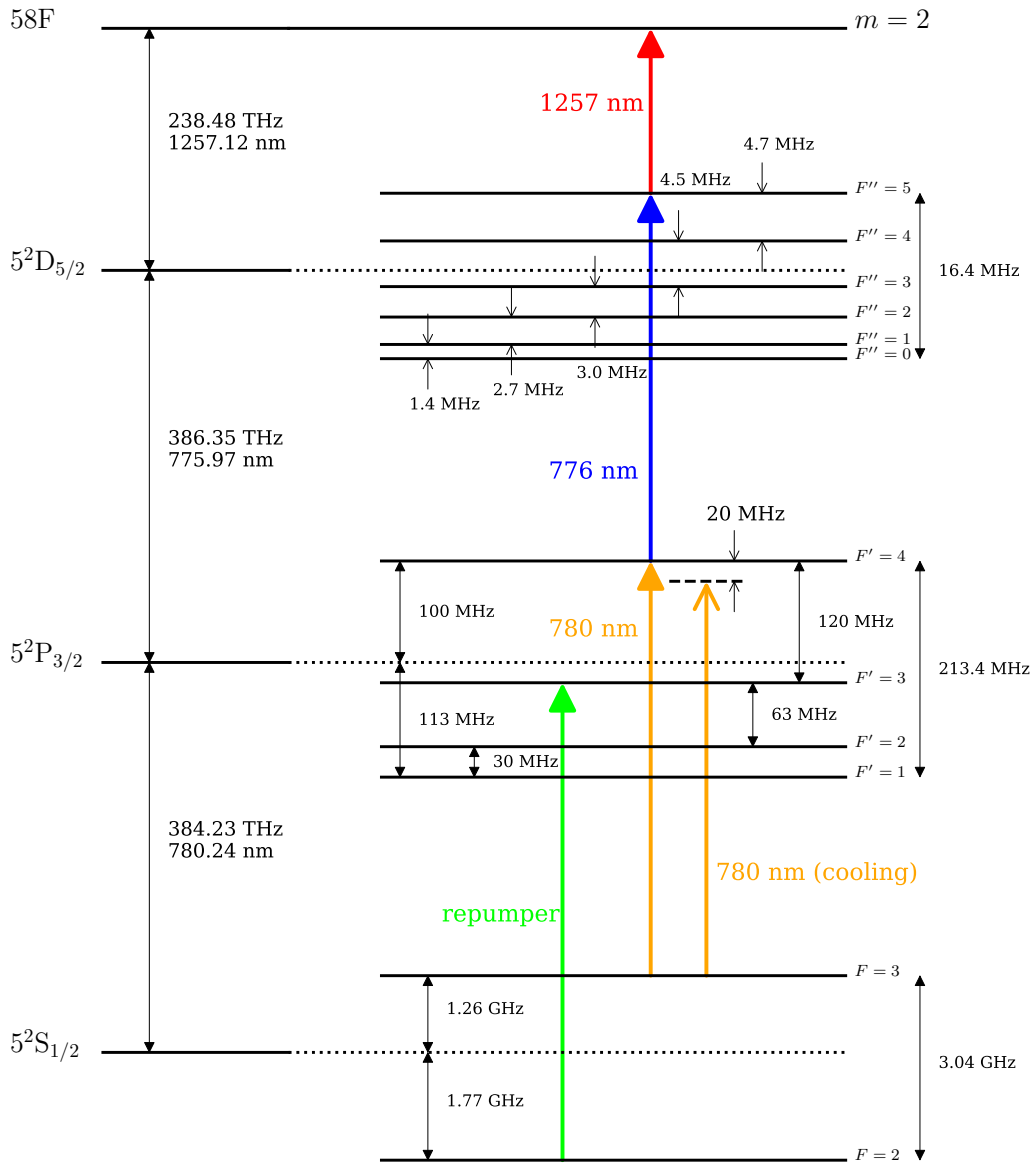 58F
m = 2
238.48 THz
1257.12 nm
1257 nm
4.7 MHz
4.5 MHz
F'' = 5
F'' = 4
5²D₅/₂
16.4 MHz
F'' = 3
F'' = 2
F'' = 1
F'' = 0
3.0 MHz
2.7 MHz
1.4 MHz
386.35 THz
775.97 nm
776 nm
20 MHz
F' = 4
100 MHz
780 nm
120 MHz
5²P₃/₂
213.4 MHz
F' = 3
113 MHz
63 MHz
F' = 2
30 MHz
F' = 1
384.23 THz
780.24 nm
780 nm (cooling)
repumper
F = 3
1.26 GHz
5²S₁/₂
3.04 GHz
1.77 GHz
F = 2